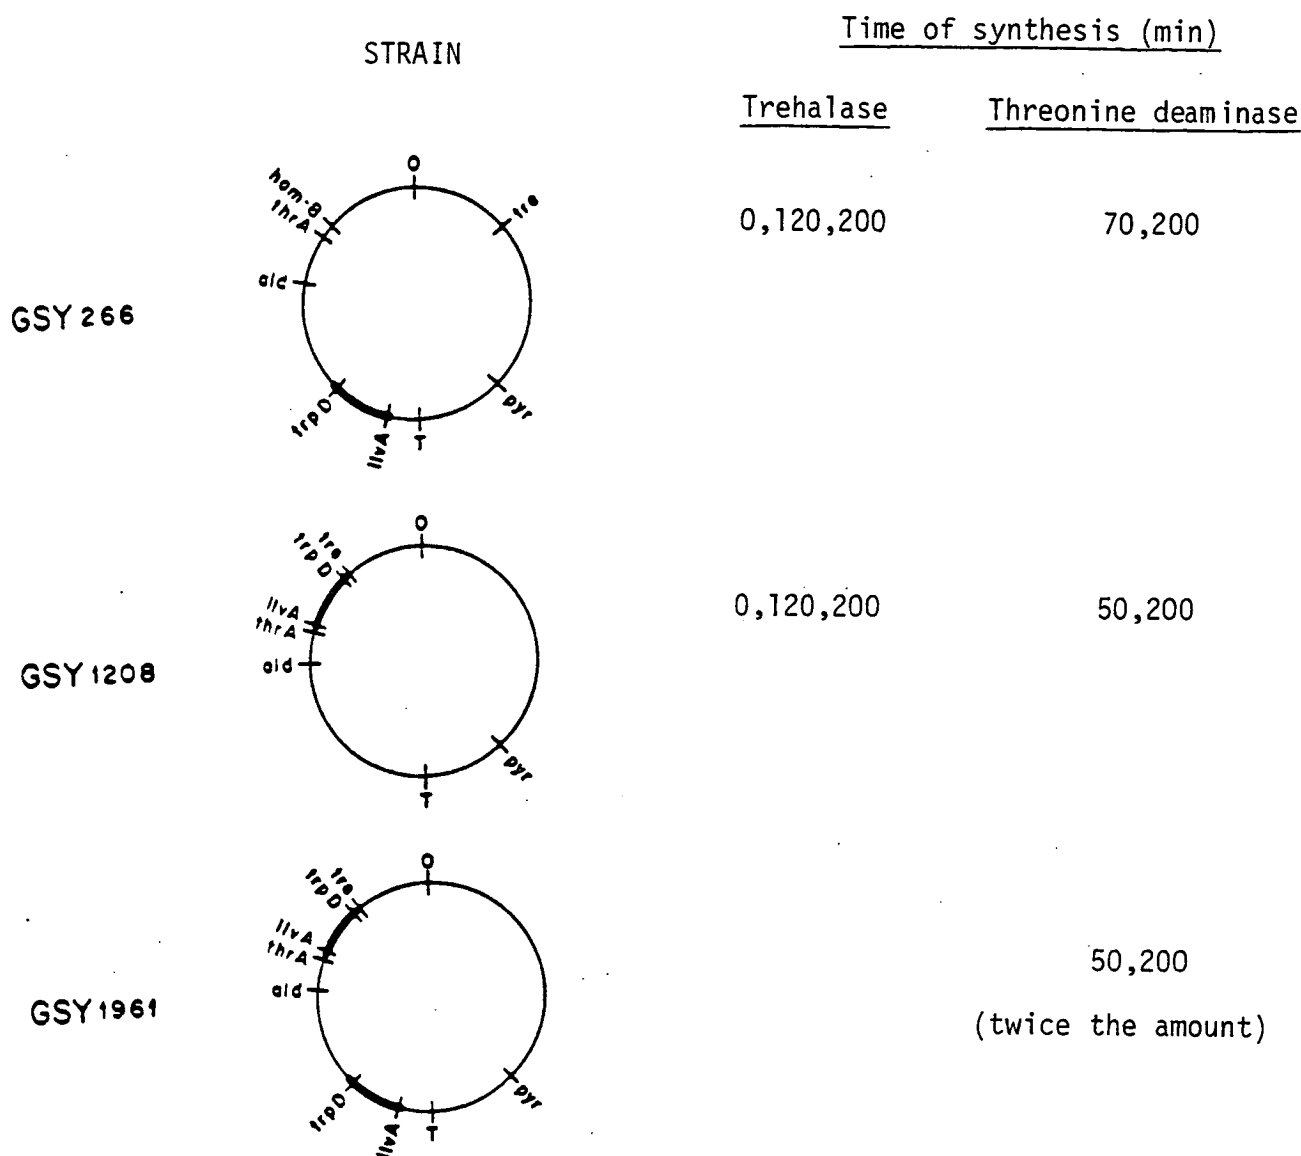 STRAIN
Time of synthesis (min)
Trehalase
Threonine deaminase
GSY 266
O
tre
pyr
T
ilvA
trpD
ald
thrA
hom-B
0,120,200
70,200
GSY 1208
O
pyr
T
ald
thrA
ilvA
trpD
tre
0,120,200
50,200
GSY 1961
O
pyr
T
ilvA
trpD
ald
thrA
ilvA
trpD
tre
50,200
(twice the amount)